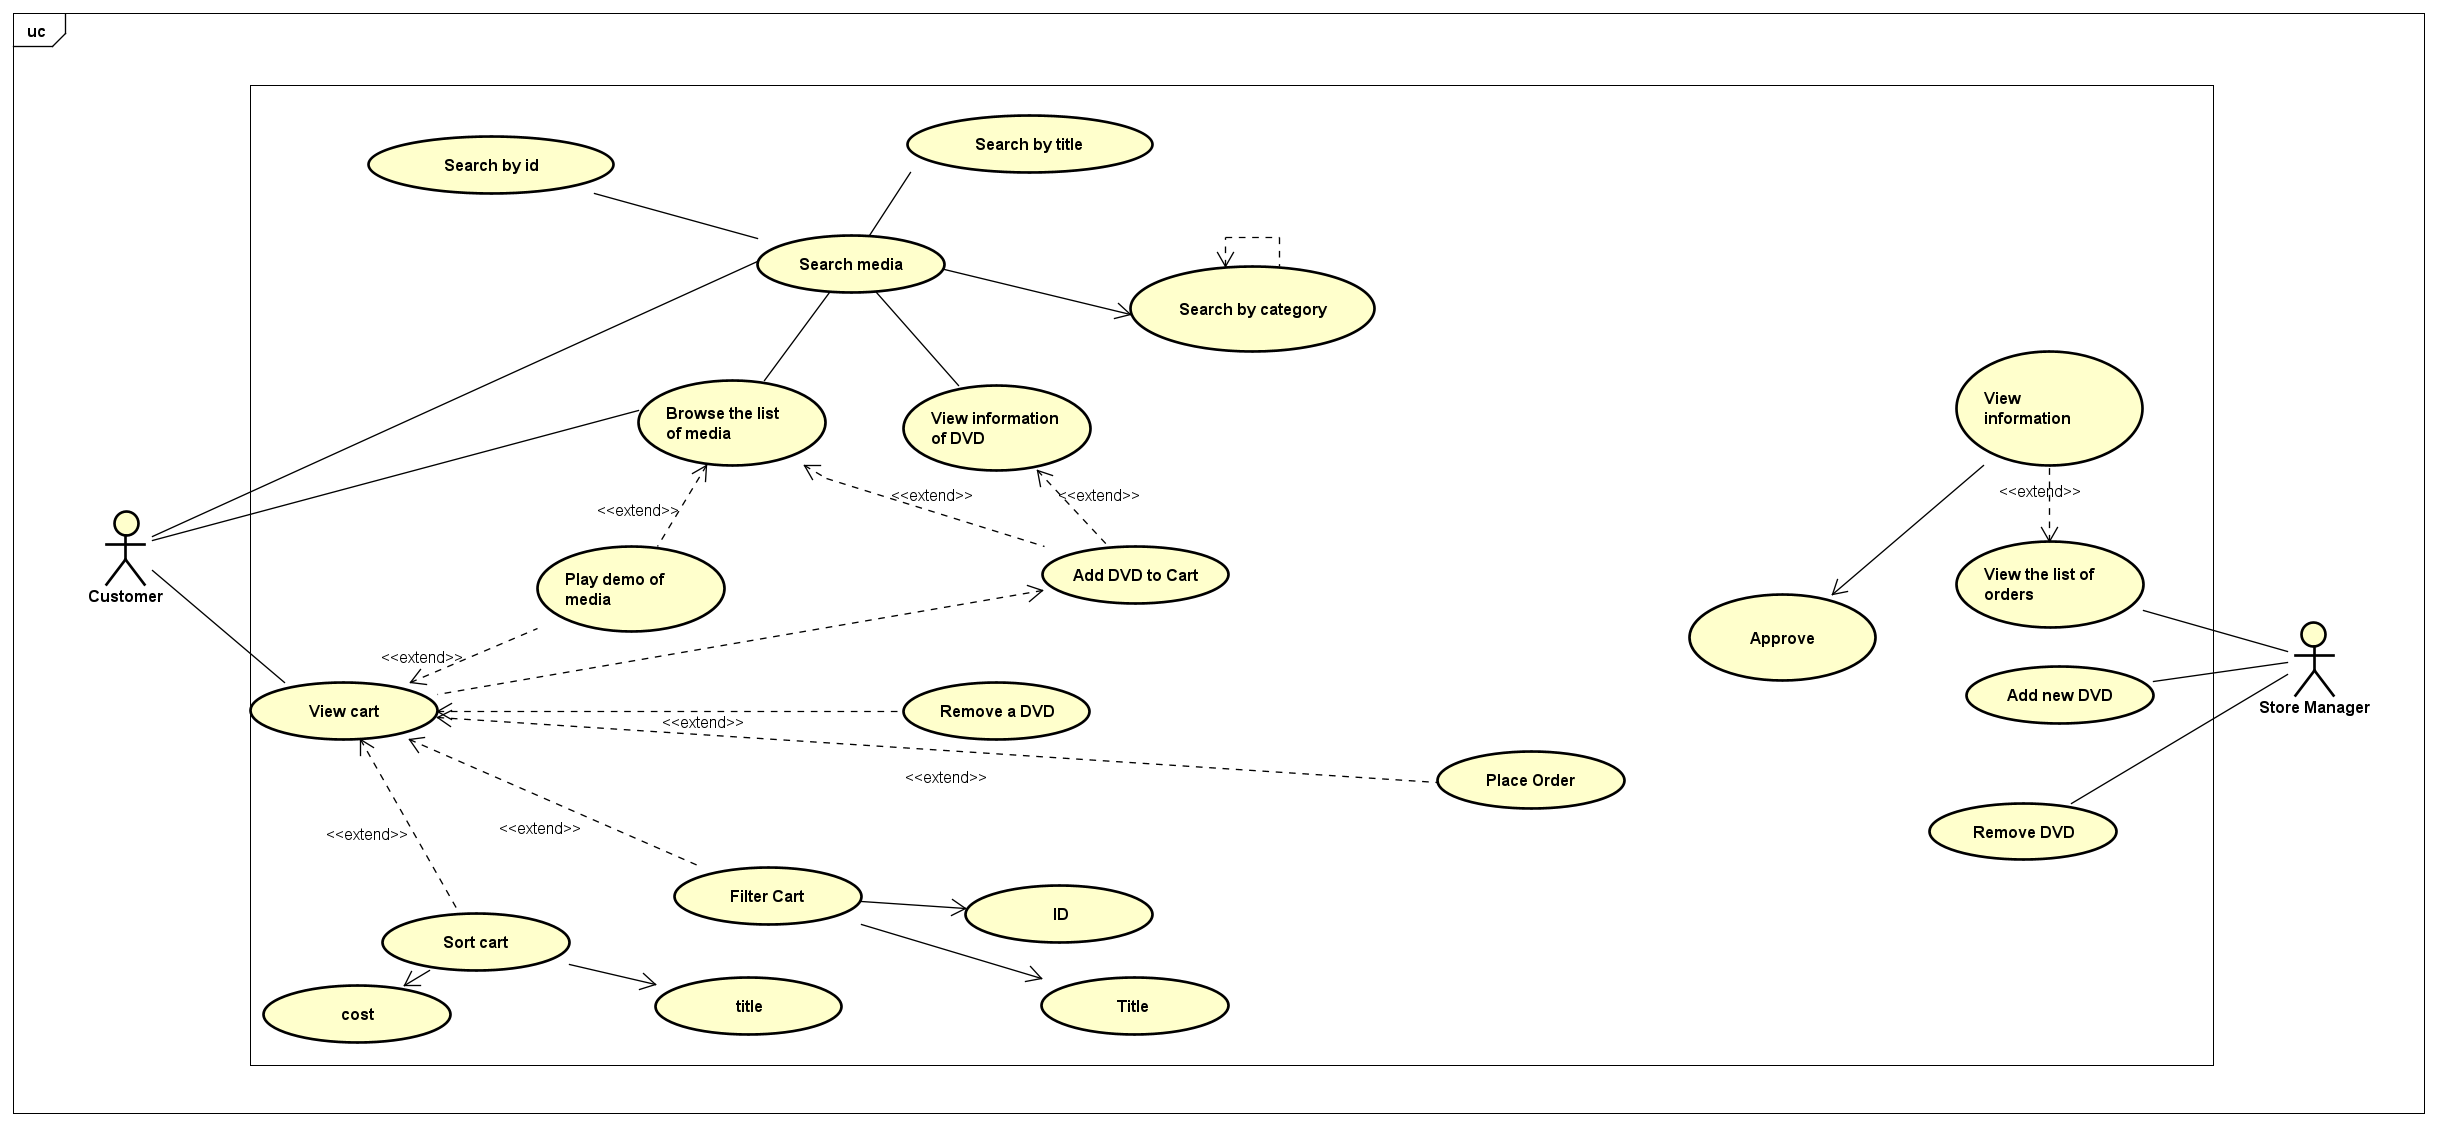 uc
Search by title
Search by id
Search media
Search by category
View
information
Browse the list
of media
View information
of DVD
<<extend>>
<<extend>>
<<extend>>
<<extend>>
Customer
Play demo of
media
Add DVD to Cart
View the list of
orders
Approve
<<extend>>
View cart
Remove a DVD
Add new DVD
Store Manager
<<extend>>
<<extend>>
Place Order
<<extend>>
<<extend>>
Remove DVD
Filter Cart
ID
Sort cart
cost
title
Title